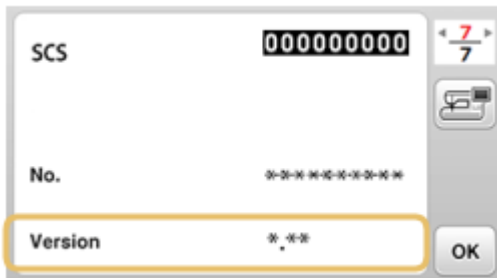 SCS 000000000
7
7
No. **********
Version *.**
OK